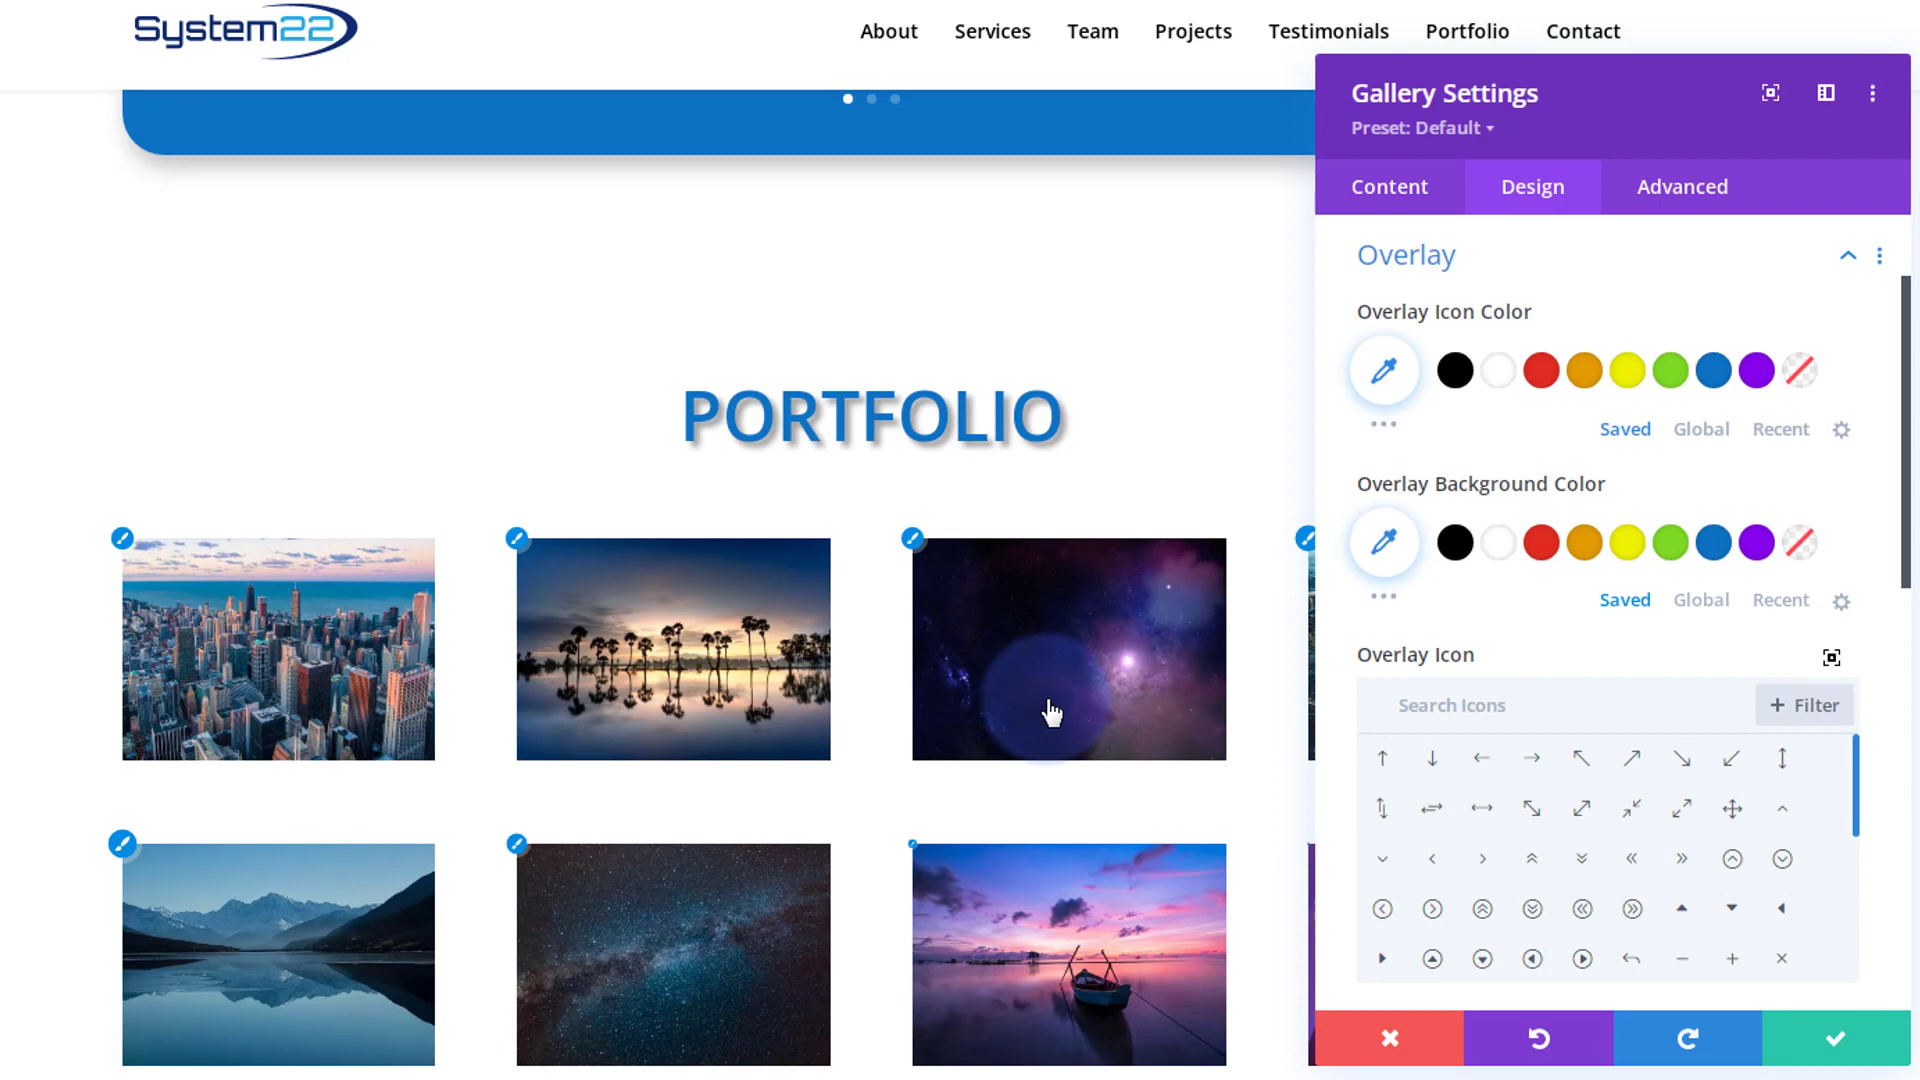 System22
About Services Team Projects Testimonials Portfolio Contact
Gallery Settings
Preset: Default
Content Design Advanced
Overlay
Overlay Icon Color
Saved Global Recent
PORTFOLIO
Overlay Background Color
Saved Global Recent
Overlay Icon
Search Icons + Filter